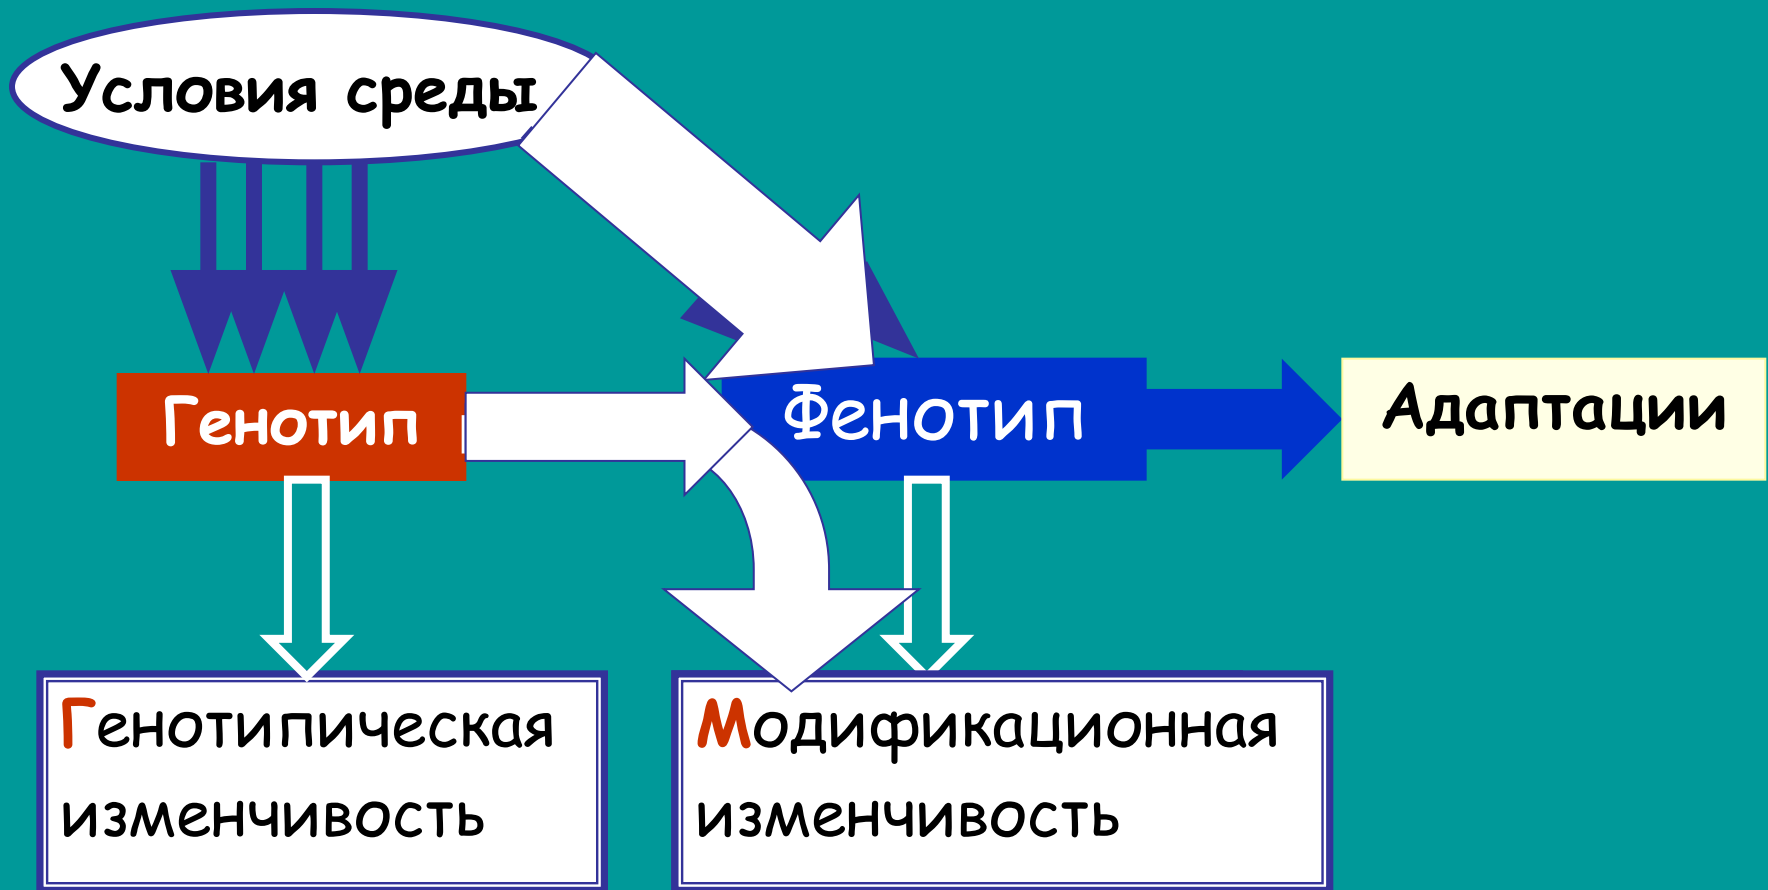 Условия среды
Генотип
Фенотип
Адаптации
Генотипическая
изменчивость
Модификационная
изменчивость